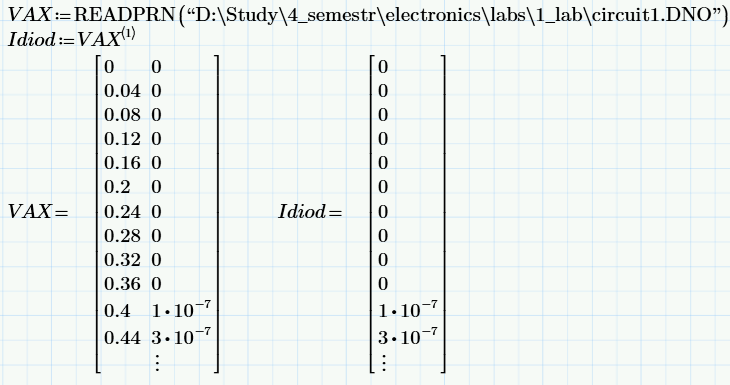 VAX:=READPRN(“D:\Study\4_semestr\electronics\labs\1_lab\circuit1.DNO”)
Idiod:=VAX⟨1⟩
0 0 0
0.04 0 0
0.08 0 0
0.12 0 0
0.16 0 0
0.2 0 0
VAX= 0.24 0 Idiod= 0
0.28 0 0
0.32 0 0
0.36 0 0
0.4 1•10⁻⁷ 1•10⁻⁷
0.44 3•10⁻⁷ 3•10⁻⁷
⋮ ⋮